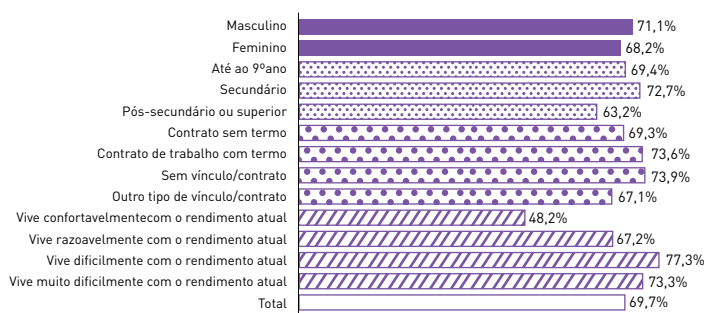 Masculino 71,1%
Feminino 68,2%
Até ao 9ºano 69,4%
Secundário 72,7%
Pós-secundário ou superior 63,2%
Contrato sem termo 69,3%
Contrato de trabalho com termo 73,6%
Sem vínculo/contrato 73,9%
Outro tipo de vínculo/contrato 67,1%
Vive confortavelmentecom o rendimento atual 48,2%
Vive razoavelmente com o rendimento atual 67,2%
Vive dificilmente com o rendimento atual 77,3%
Vive muito dificilmente com o rendimento atual 73,3%
Total 69,7%